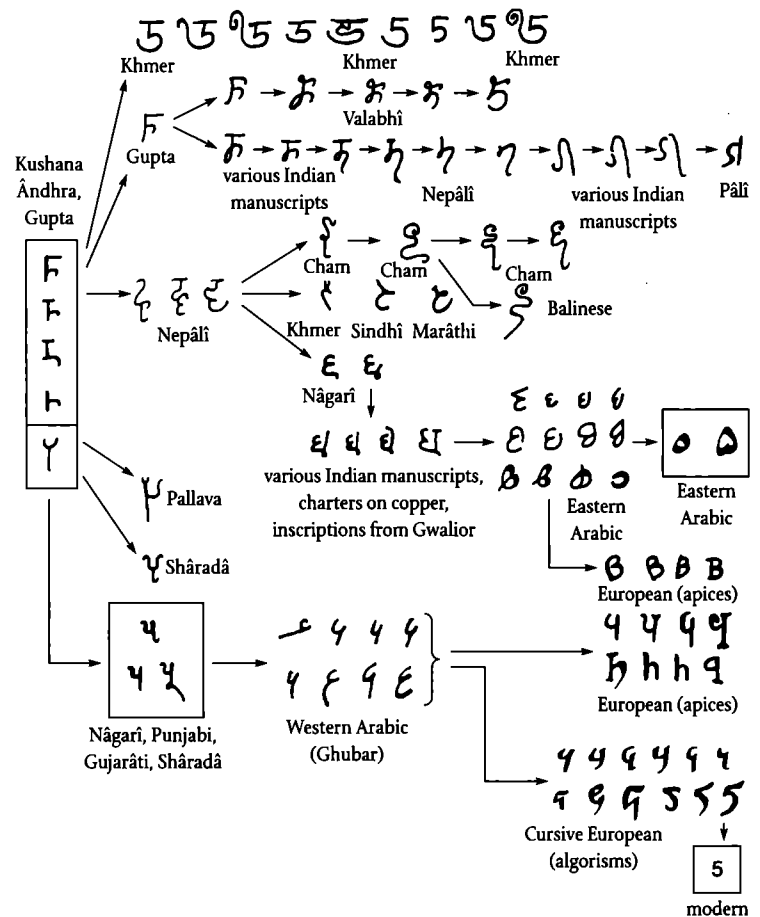 Khmer
Khmer
Khmer
Gupta
Valabhî
Kushana
Ândhra,
Gupta
various Indian
manuscripts
Nepâlî
various Indian
manuscripts
Pâlî
Nepâlî
Cham
Cham
Cham
Balinese
Khmer
Sindhî
Marâthi
Nâgarî
various Indian manuscripts,
charters on copper,
inscriptions from Gwalior
Eastern
Arabic
Eastern
Arabic
Pallava
Shâradâ
European (apices)
Nâgarî, Punjabi,
Gujarâti, Shâradâ
Western Arabic
(Ghubar)
European (apices)
Cursive European
(algorisms)
5
modern